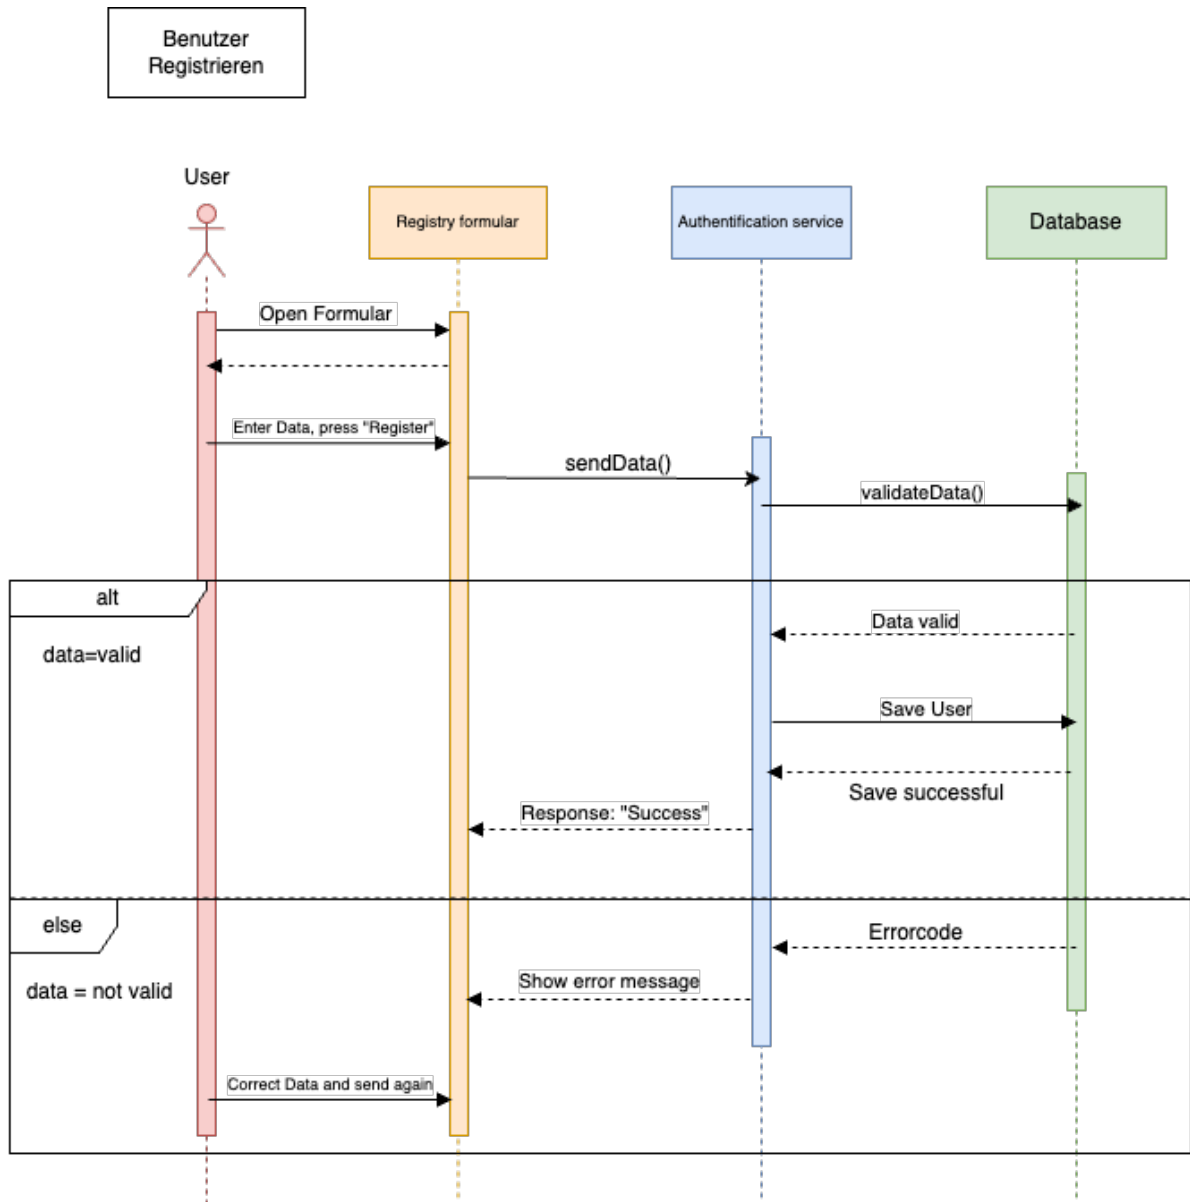 Benutzer
Registrieren
User
Registry formular
Authentification service
Database
Open Formular
Enter Data, press "Register"
sendData()
validateData()
alt
data=valid
Data valid
Save User
Save successful
Response: "Success"
else
data = not valid
Errorcode
Show error message
Correct Data and send again